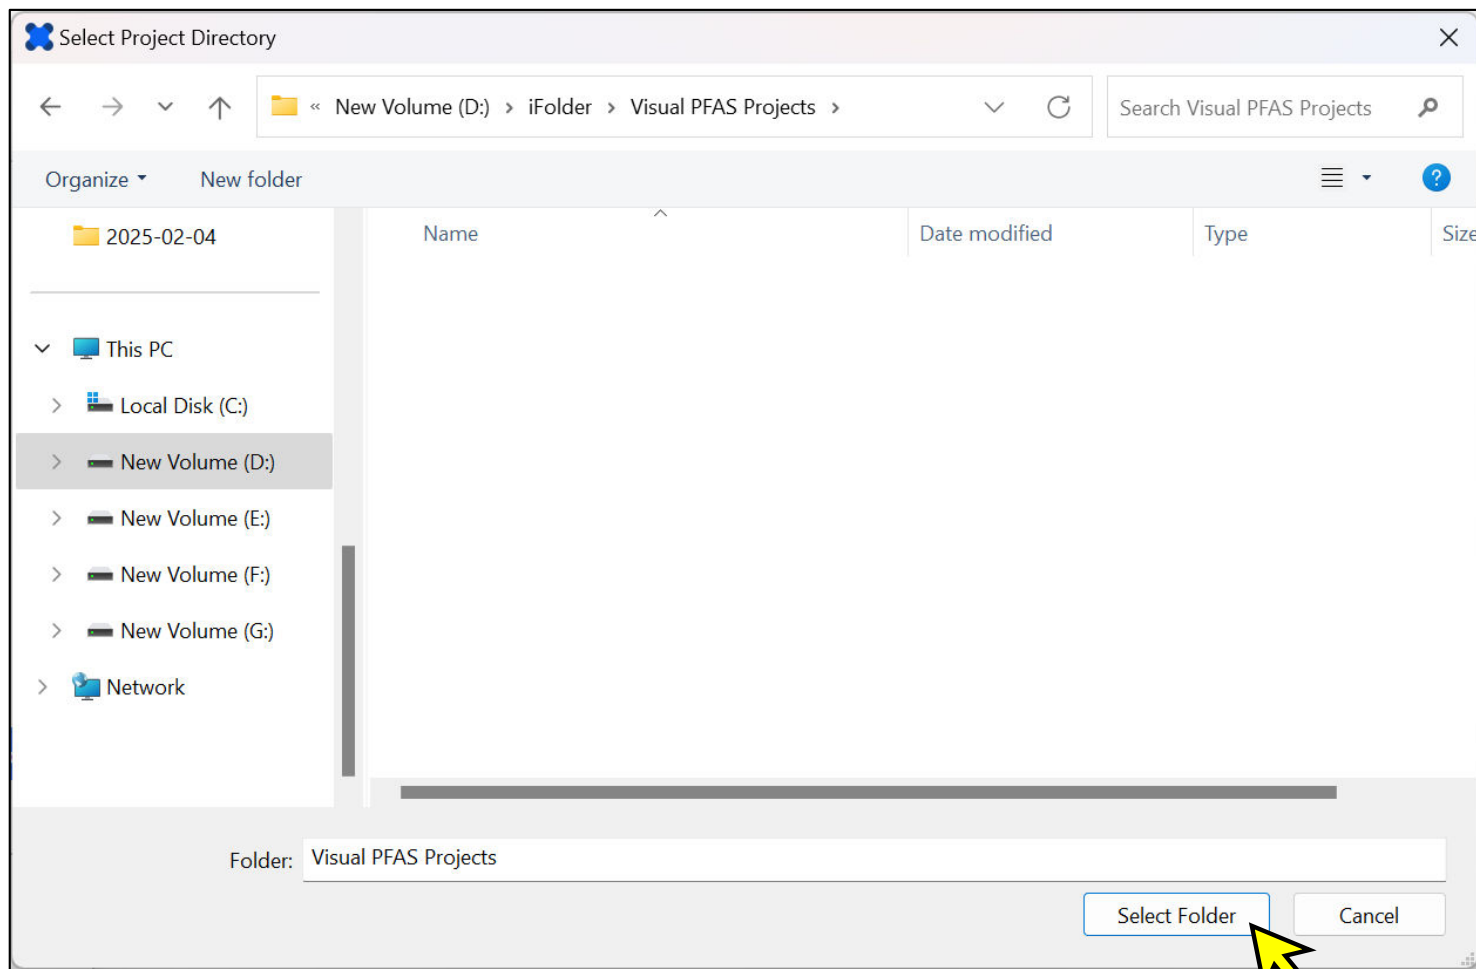 Select Project Directory
« New Volume (D:) › iFolder › Visual PFAS Projects ›
Search Visual PFAS Projects
Organize
New folder
?
2025-02-04
Name
Date modified
Type
Size
This PC
Local Disk (C:)
New Volume (D:)
New Volume (E:)
New Volume (F:)
New Volume (G:)
Network
Folder: Visual PFAS Projects
Select Folder
Cancel